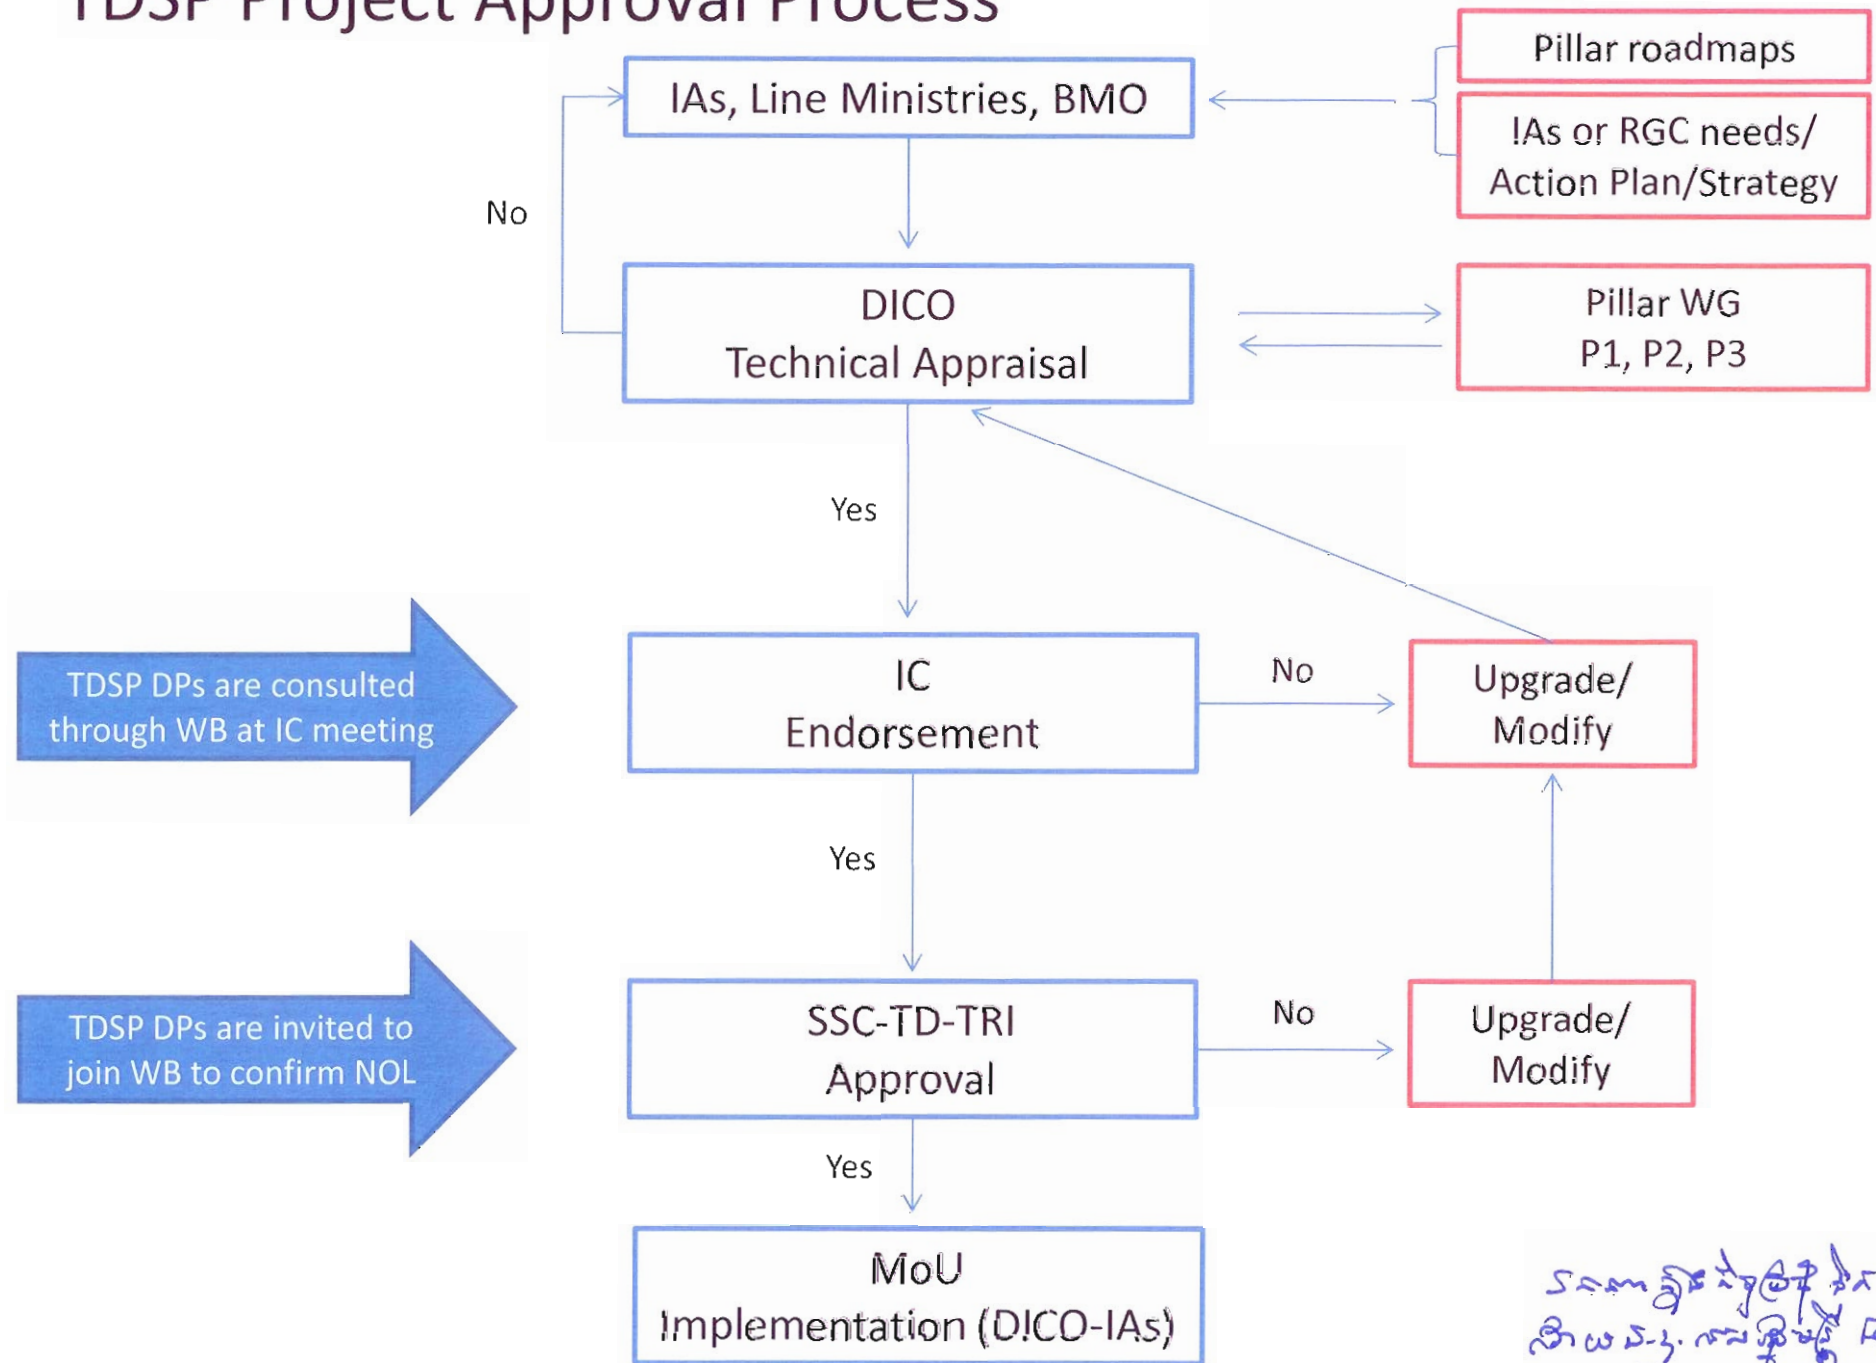 TDSP Project Approval Process
Pillar roadmaps
IAs, Line Ministries, BMO
IAs or RGC needs/
Action Plan/Strategy
No
DICO
Technical Appraisal
Pillar WG
P1, P2, P3
Yes
TDSP DPs are consulted
through WB at IC meeting
IC
Endorsement
No
Upgrade/
Modify
Yes
TDSP DPs are invited to
join WB to confirm NOL
SSC-TD-TRI
Approval
No
Upgrade/
Modify
Yes
MoU
Implementation (DICO-IAs)